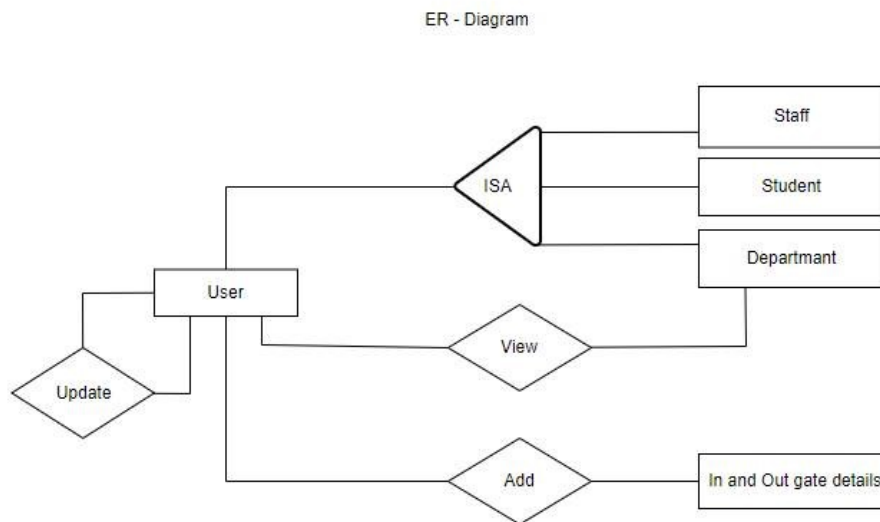 ER - Diagram
Staff
ISA
Student
Departmant
User
View
Update
Add
In and Out gate details